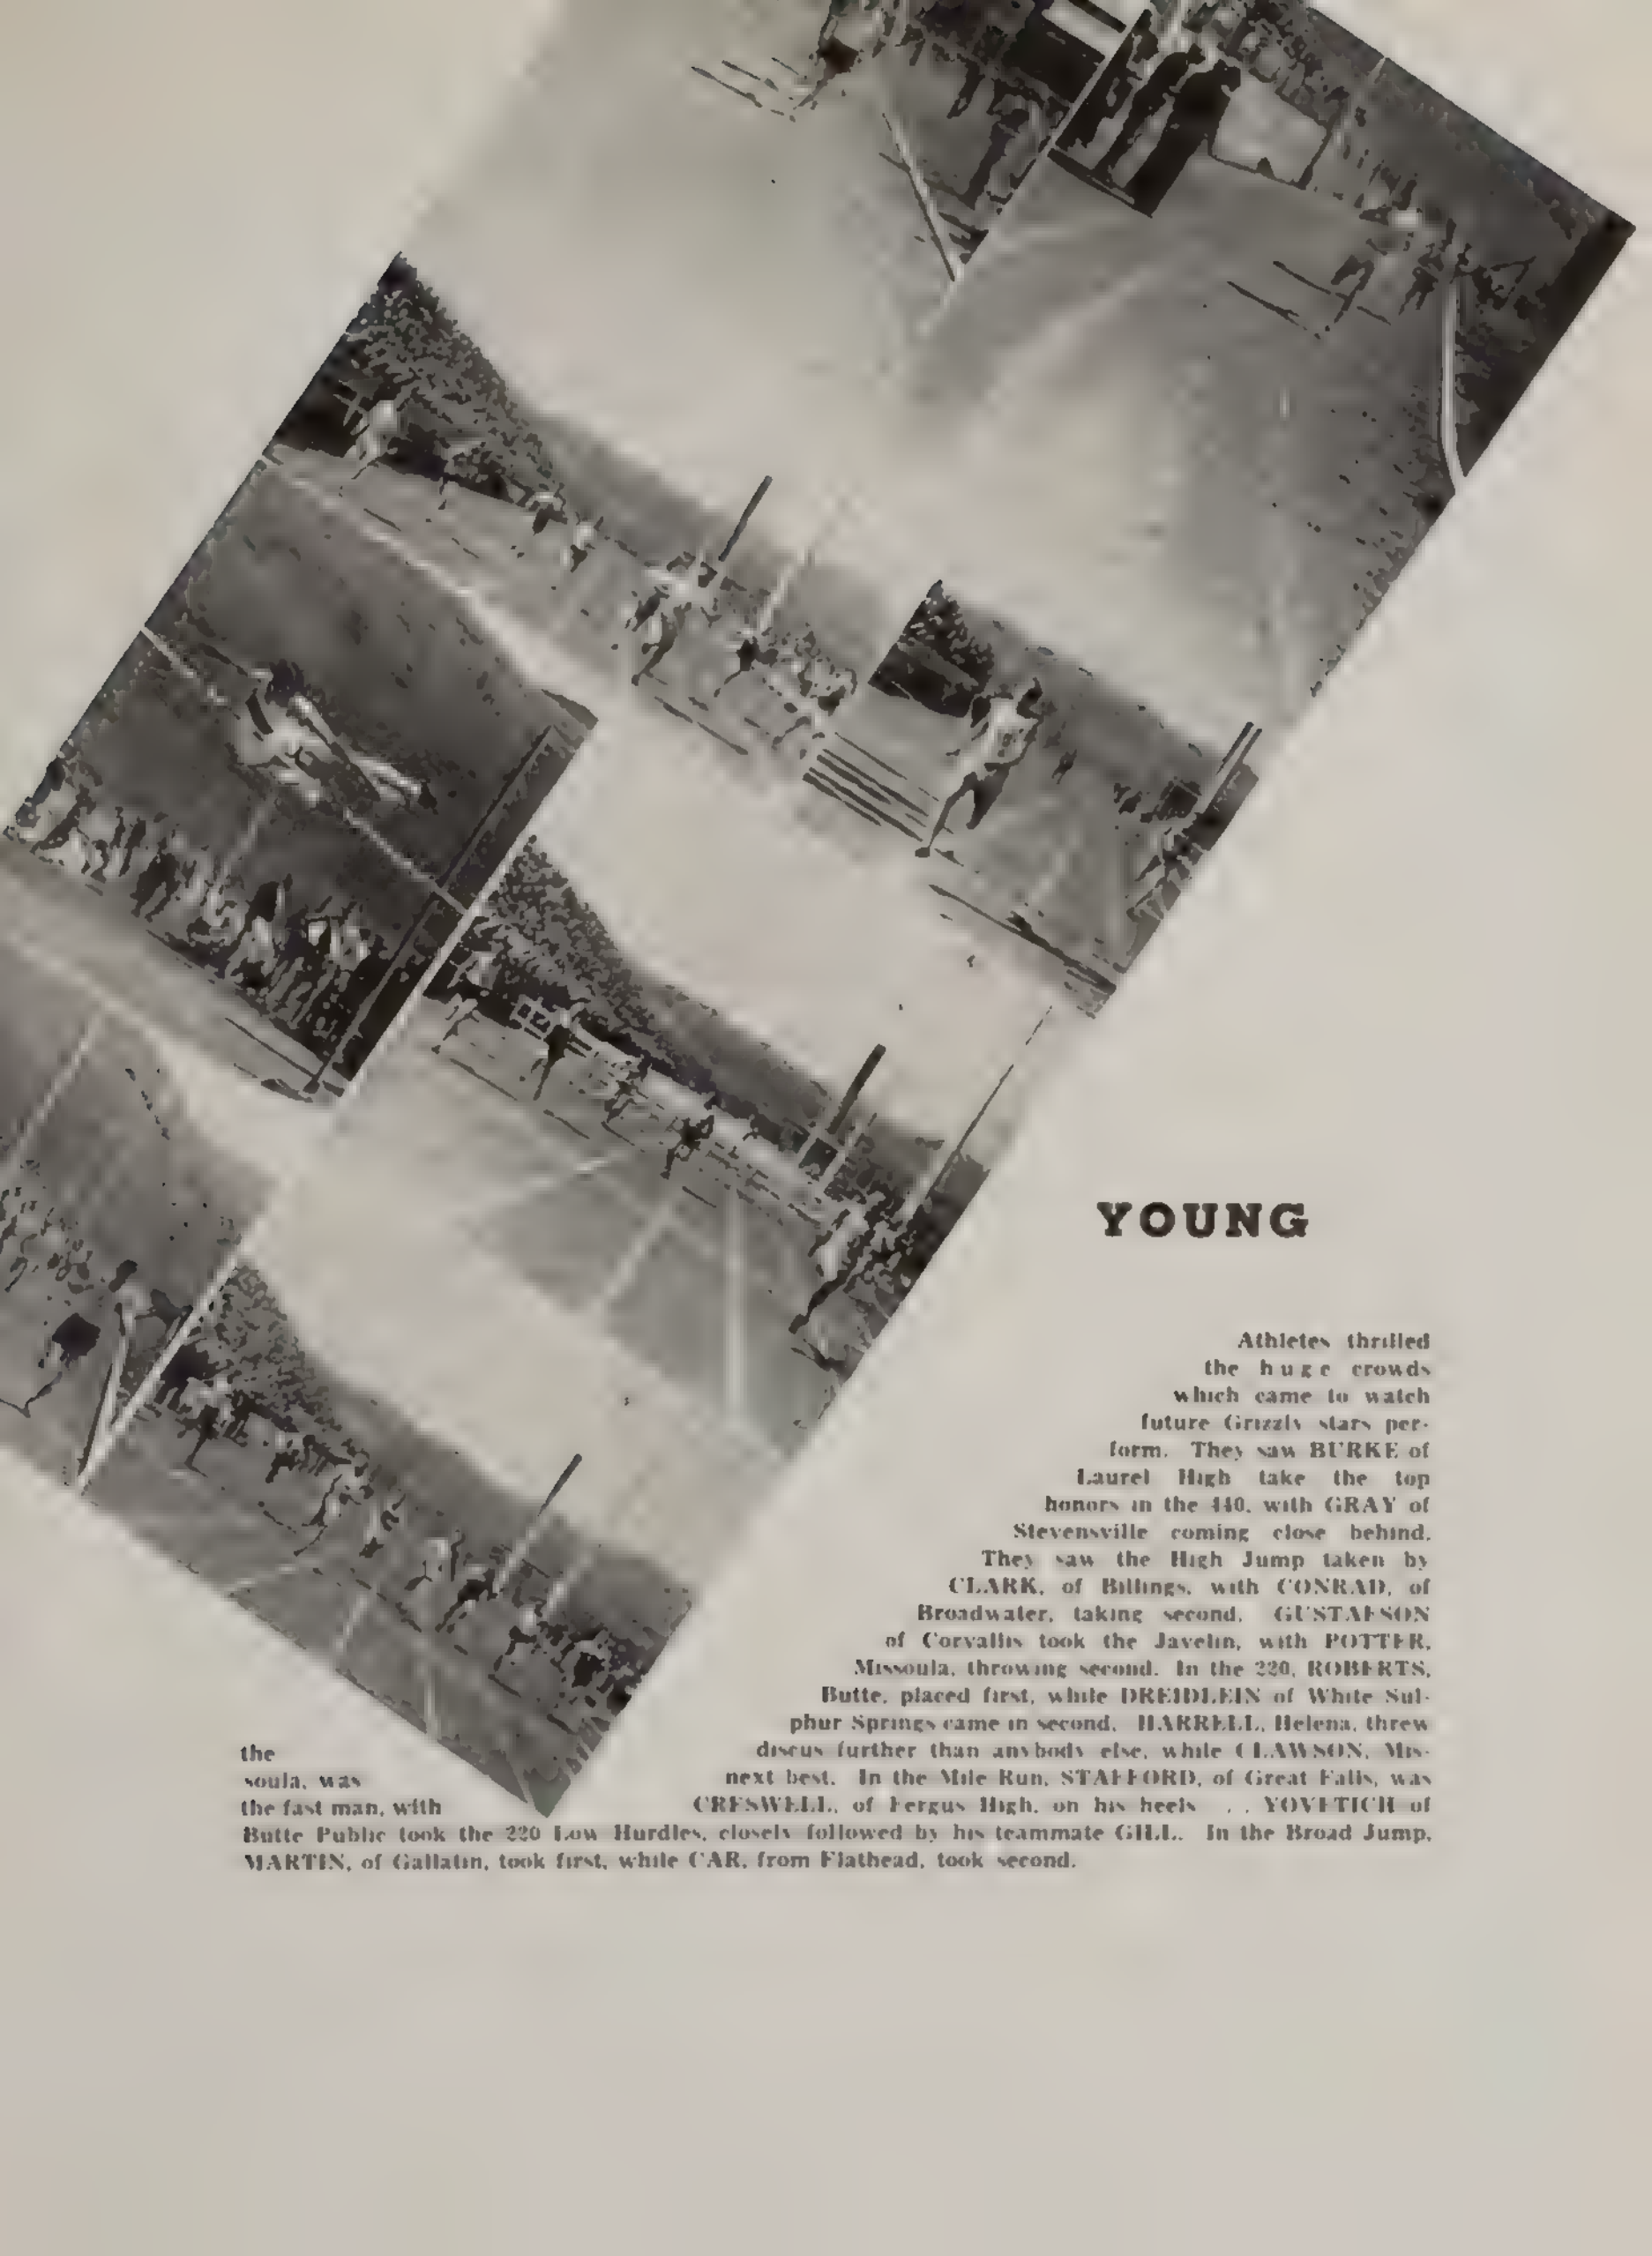 YOUNG
Athletes thrilled
the huge crowds
which came to watch
future Grizzly stars per-
form. They saw BURKE of
Laurel High take the top
honors in the 440, with GRAY of
Stevensville coming close behind.
They saw the High Jump taken by
CLARK, of Billings, with CONRAD, of
Broadwater, taking second. GUSTAFSON
of Corvallis took the Javelin, with POTTER,
Missoula, throwing second. In the 220, ROBERTS,
Butte, placed first, while DREIDLEIN of White Sul-
phur Springs came in second. HARRELL, Helena, threw
the discus further than anybody else, while CLAWSON, Mis-
soula, was next best. In the Mile Run, STAFFORD, of Great Falls, was
the fast man, with CRESWELL, of Fergus High, on his heels . . YOVETICH of
Butte Public took the 220 Low Hurdles, closely followed by his teammate GILL. In the Broad Jump,
MARTIN, of Gallatin, took first, while CAR, from Flathead, took second.